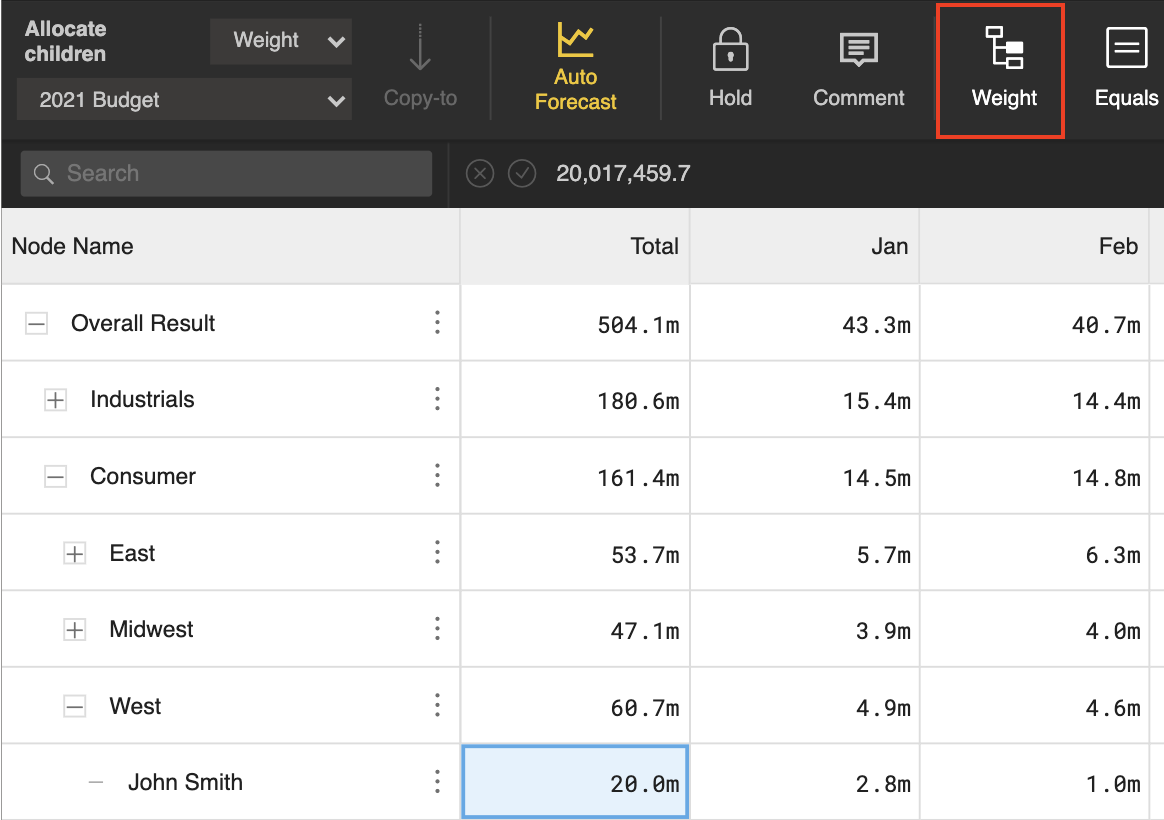 Allocate
children
Weight
2021 Budget
Copy-to
Auto
Forecast
Hold
Comment
Weight
Equals
Search
20,017,459.7
Node Name Total Jan Feb
Overall Result 504.1m 43.3m 40.7m
Industrials 180.6m 15.4m 14.4m
Consumer 161.4m 14.5m 14.8m
East 53.7m 5.7m 6.3m
Midwest 47.1m 3.9m 4.0m
West 60.7m 4.9m 4.6m
John Smith 20.0m 2.8m 1.0m